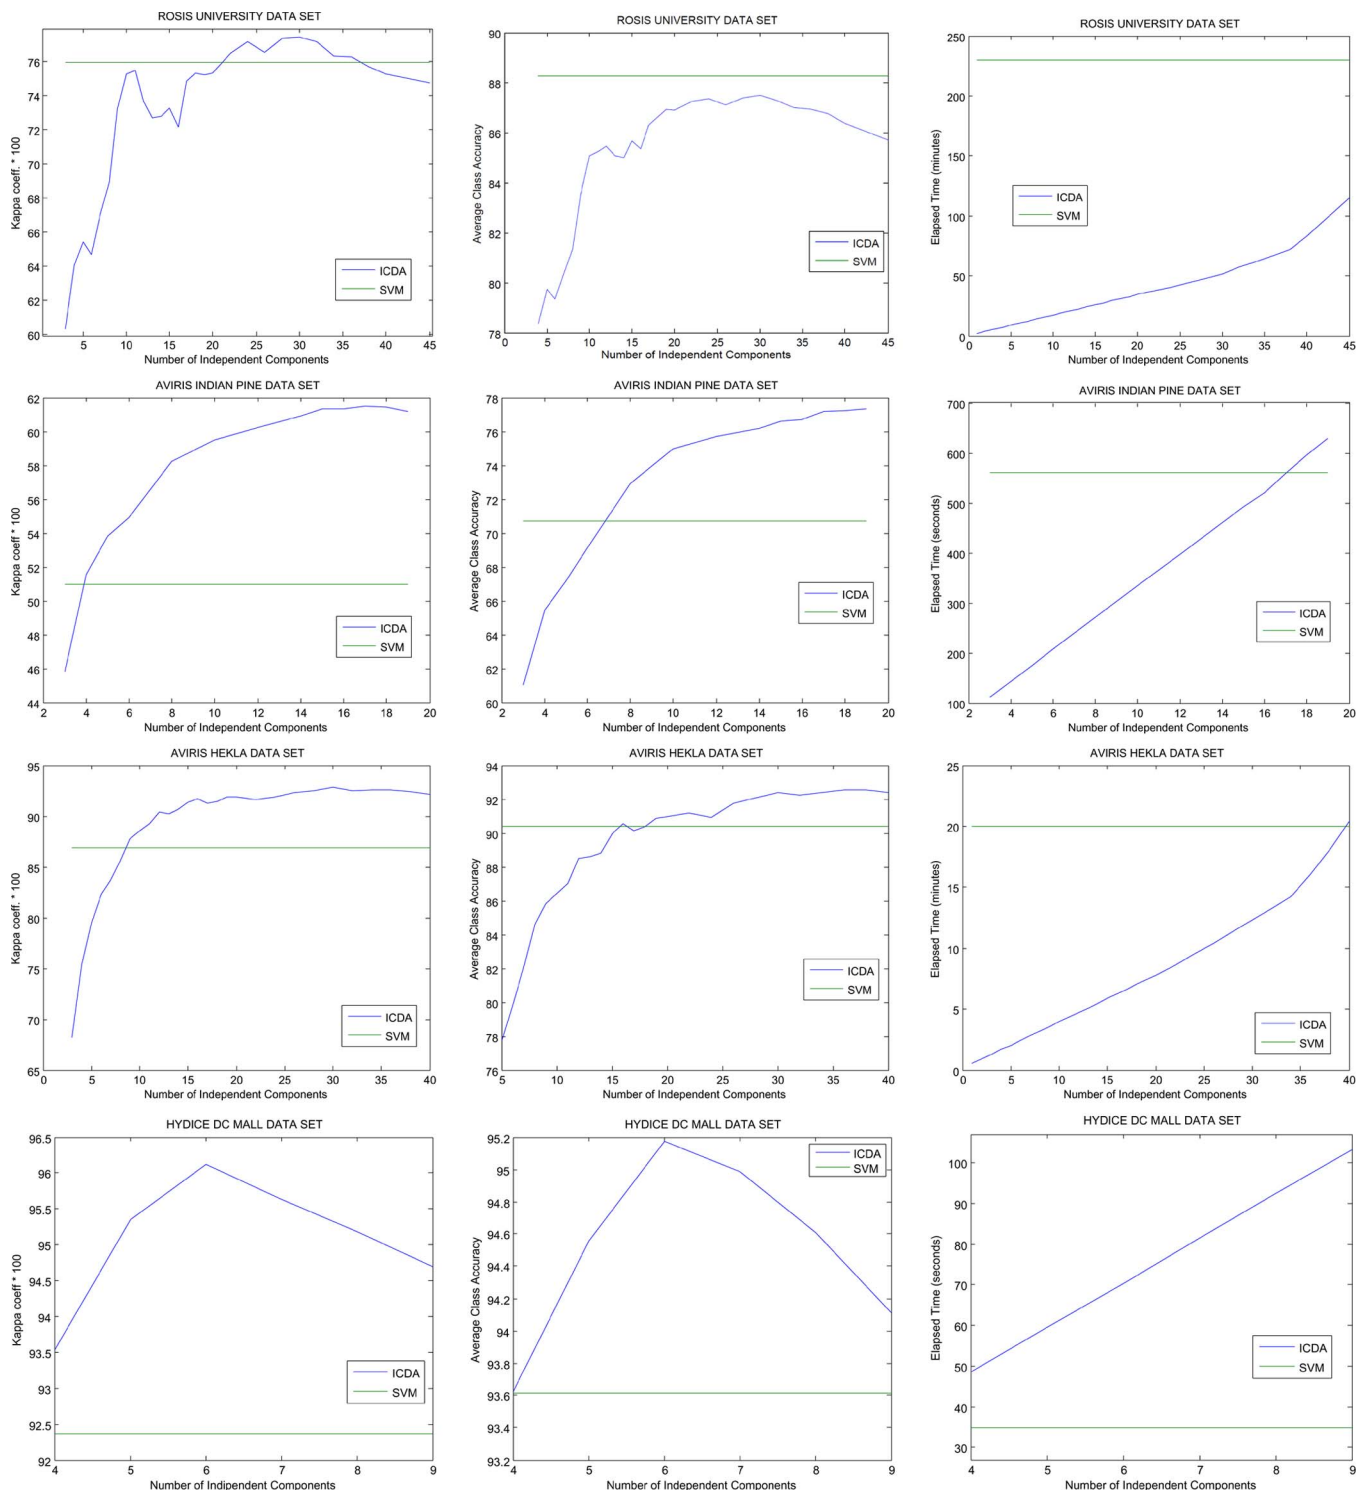 ROSIS UNIVERSITY DATA SET
Kappa coeff. * 100
76
74
72
70
68
66
64
62
60
5 10 15 20 25 30 35 40 45
Number of Independent Components
ICDA
SVM
ROSIS UNIVERSITY DATA SET
Average Class Accuracy
90
88
86
84
82
80
78
0 5 10 15 20 25 30 35 40 45
Number of Independent Components
ICDA
SVM
ROSIS UNIVERSITY DATA SET
Elapsed Time (minutes)
250
200
150
100
50
0
0 5 10 15 20 25 30 35 40 45
Number of Independent Components
ICDA
SVM
AVIRIS INDIAN PINE DATA SET
Kappa coeff * 100
62
60
58
56
54
52
50
48
46
44
2 4 6 8 10 12 14 16 18 20
Number of Independent Components
ICDA
SVM
AVIRIS INDIAN PINE DATA SET
Average Class Accuracy
78
76
74
72
70
68
66
64
62
60
2 4 6 8 10 12 14 16 18 20
Number of Independent Components
ICDA
SVM
AVIRIS INDIAN PINE DATA SET
Elapsed Time (seconds)
700
600
500
400
300
200
100
2 4 6 8 10 12 14 16 18 20
Number of Independent Components
ICDA
SVM
AVIRIS HEKLA DATA SET
Kappa coeff. * 100
95
90
85
80
75
70
65
0 5 10 15 20 25 30 35 40
Number of Independent Components
ICDA
SVM
AVIRIS HEKLA DATA SET
Average Class Accuracy
94
92
90
88
86
84
82
80
78
76
5 10 15 20 25 30 35 40
Number of Independent Components
ICDA
SVM
AVIRIS HEKLA DATA SET
Elapsed Time (minutes)
25
20
15
10
5
0
0 5 10 15 20 25 30 35 40
Number of Independent Components
ICDA
SVM
HYDICE DC MALL DATA SET
Kappa coeff * 100
96.5
96
95.5
95
94.5
94
93.5
93
92.5
92
4 5 6 7 8 9
Number of Independent Components
ICDA
SVM
HYDICE DC MALL DATA SET
Average Class Accuracy
95.2
95
94.8
94.6
94.4
94.2
94
93.8
93.6
93.4
93.2
4 5 6 7 8 9
Number of Independent Components
ICDA
SVM
HYDICE DC MALL DATA SET
Elapsed Time (seconds)
100
90
80
70
60
50
40
30
4 5 6 7 8 9
Number of Independent Components
ICDA
SVM